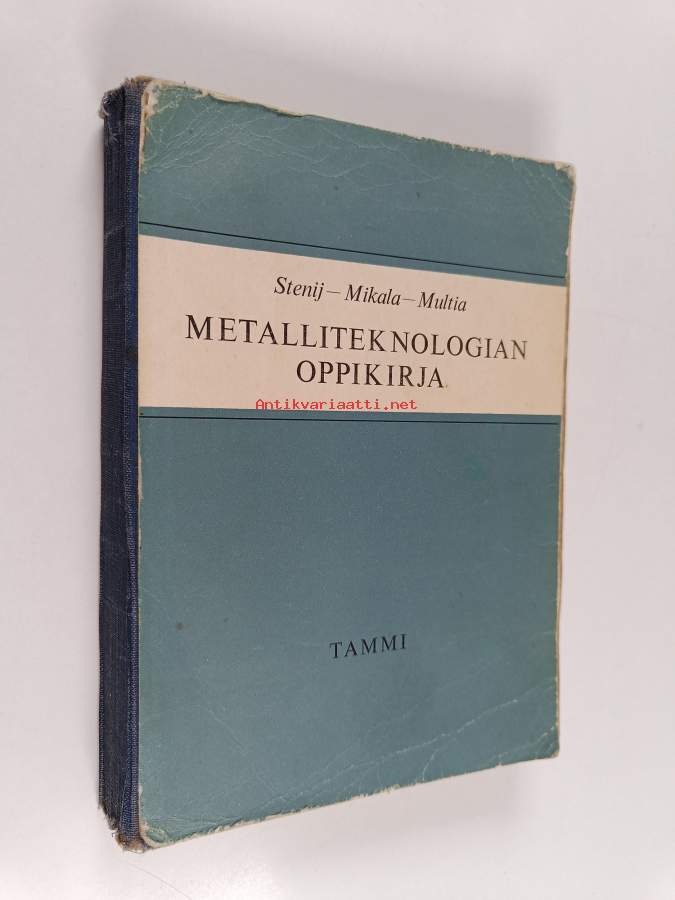 Stenij – Mikala – Multia
METALLITEKNOLOGIAN
OPPIKIRJA
Antikvariaatti.net
TAMMI